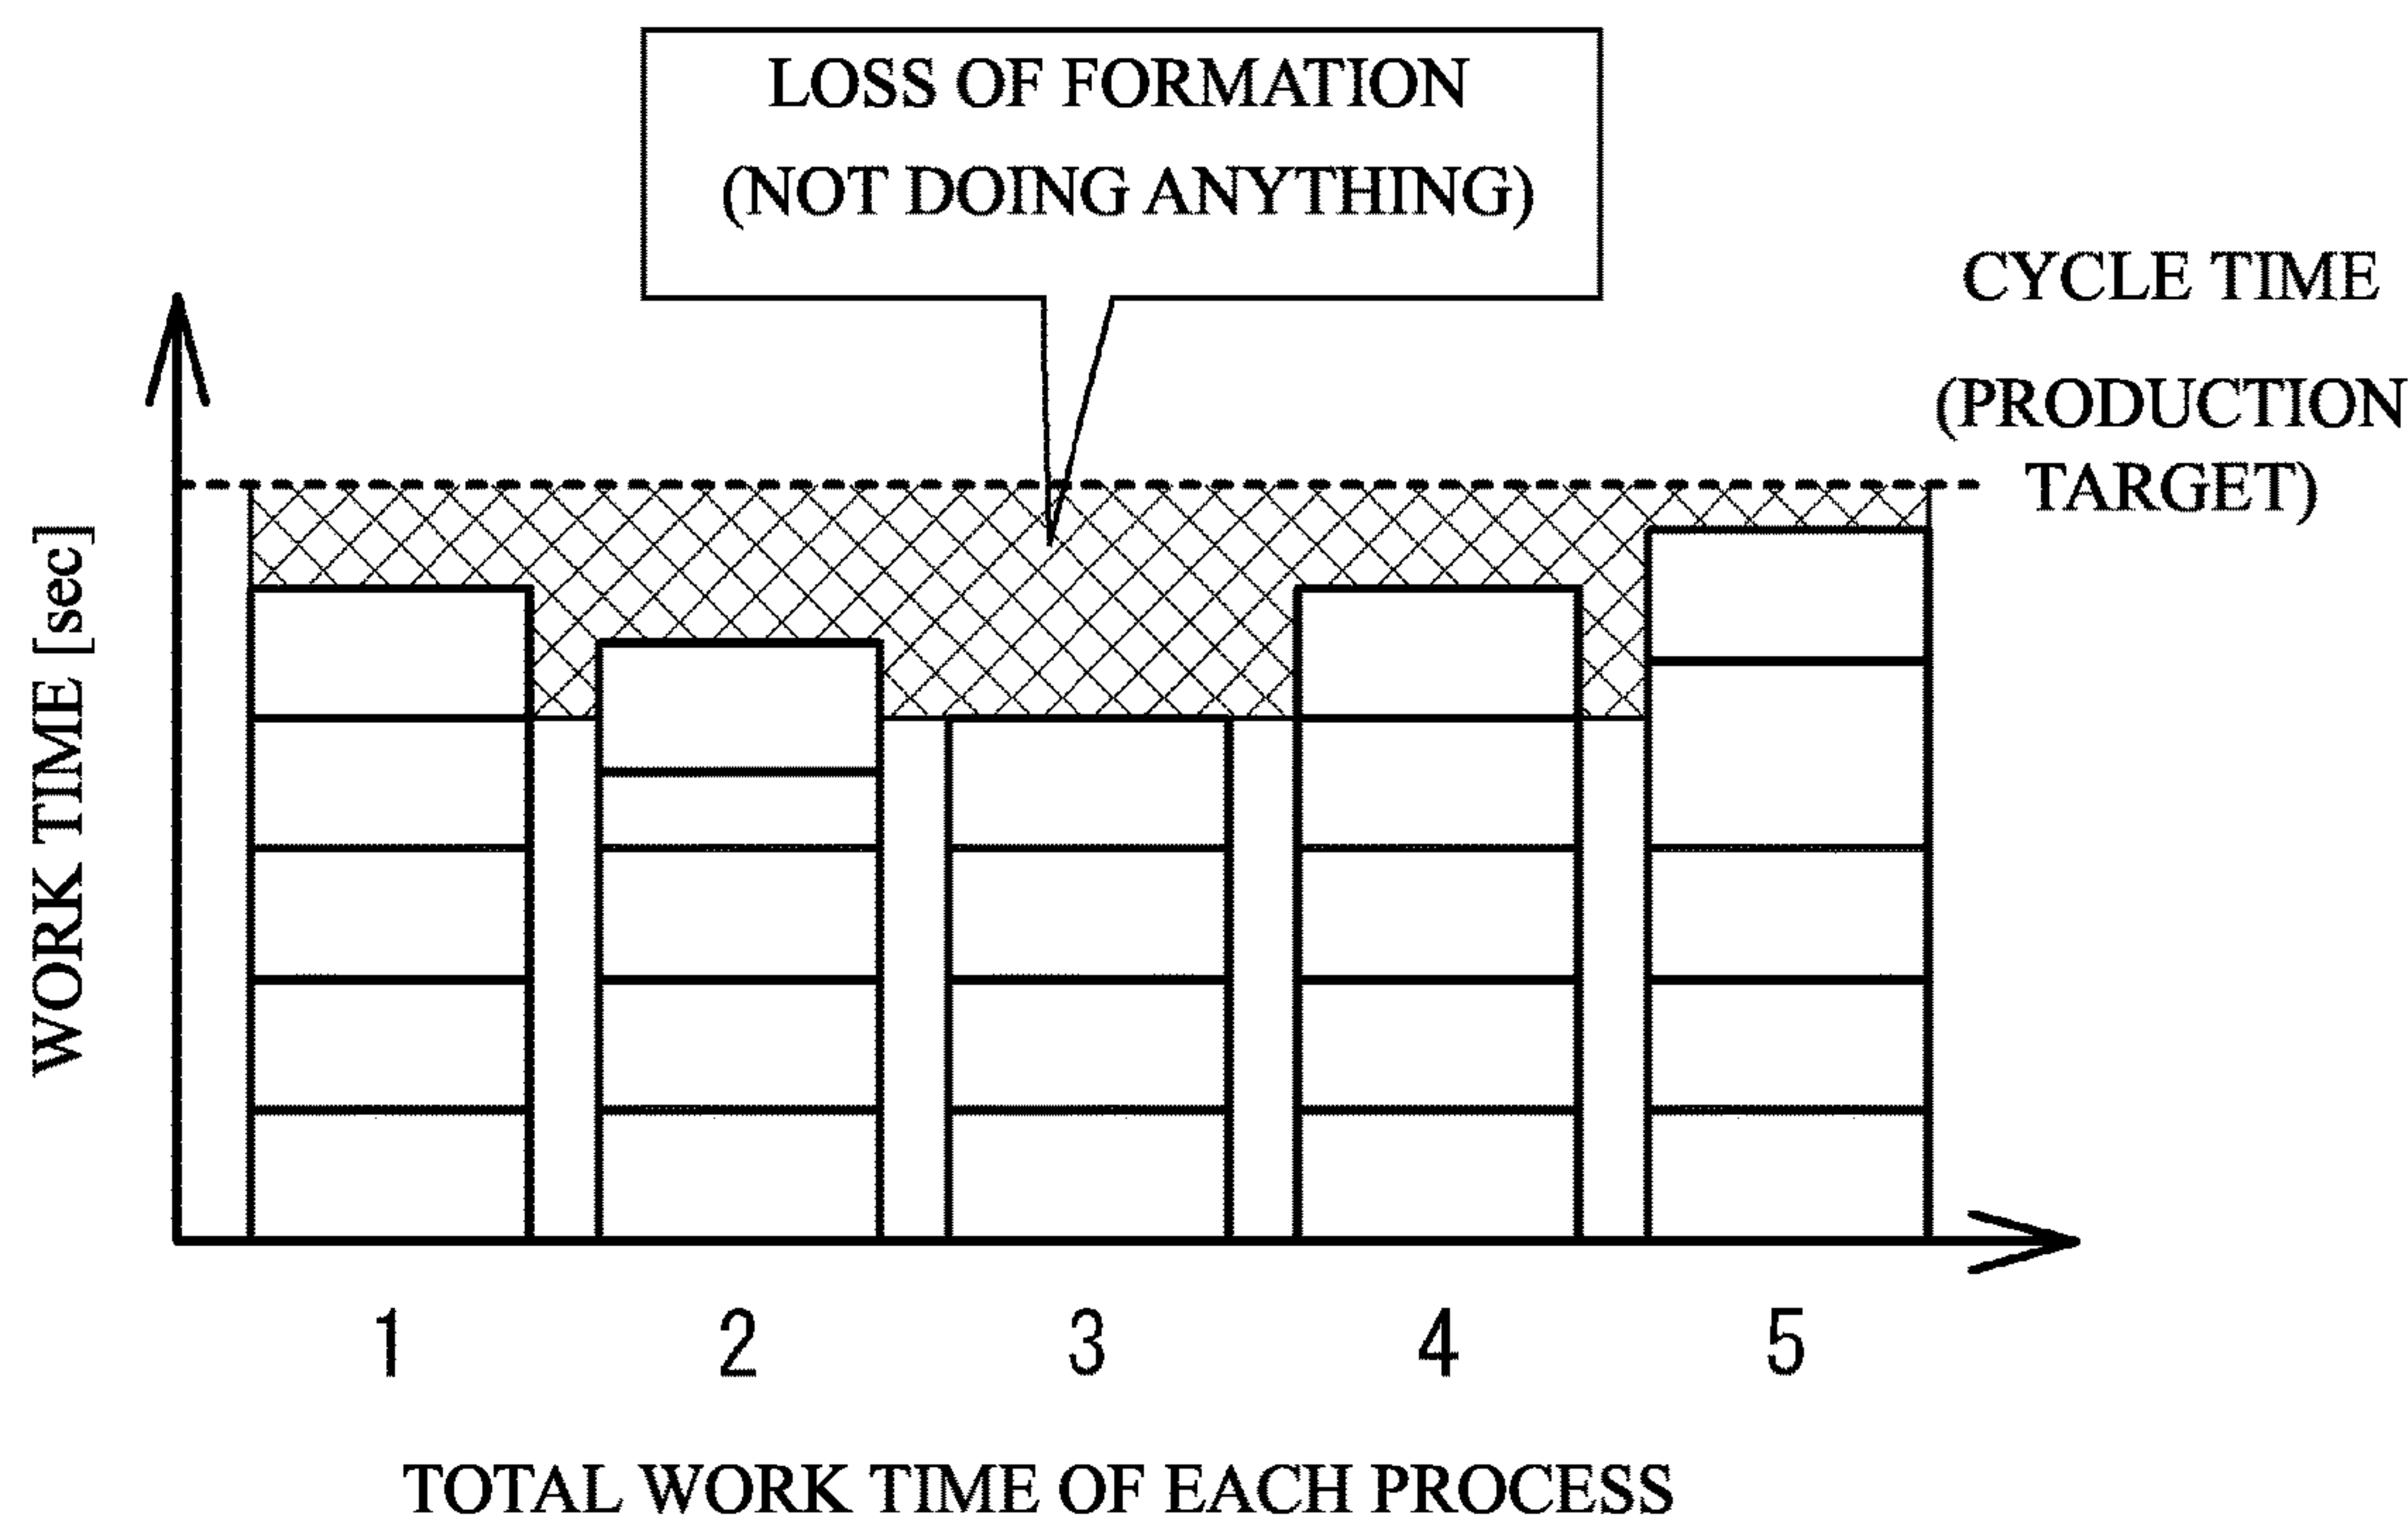 LOSS OF FORMATION
(NOT DOING ANYTHING)
CYCLE TIME
(PRODUCTION
TARGET)
WORK TIME [sec]
1 2 3 4 5
TOTAL WORK TIME OF EACH PROCESS